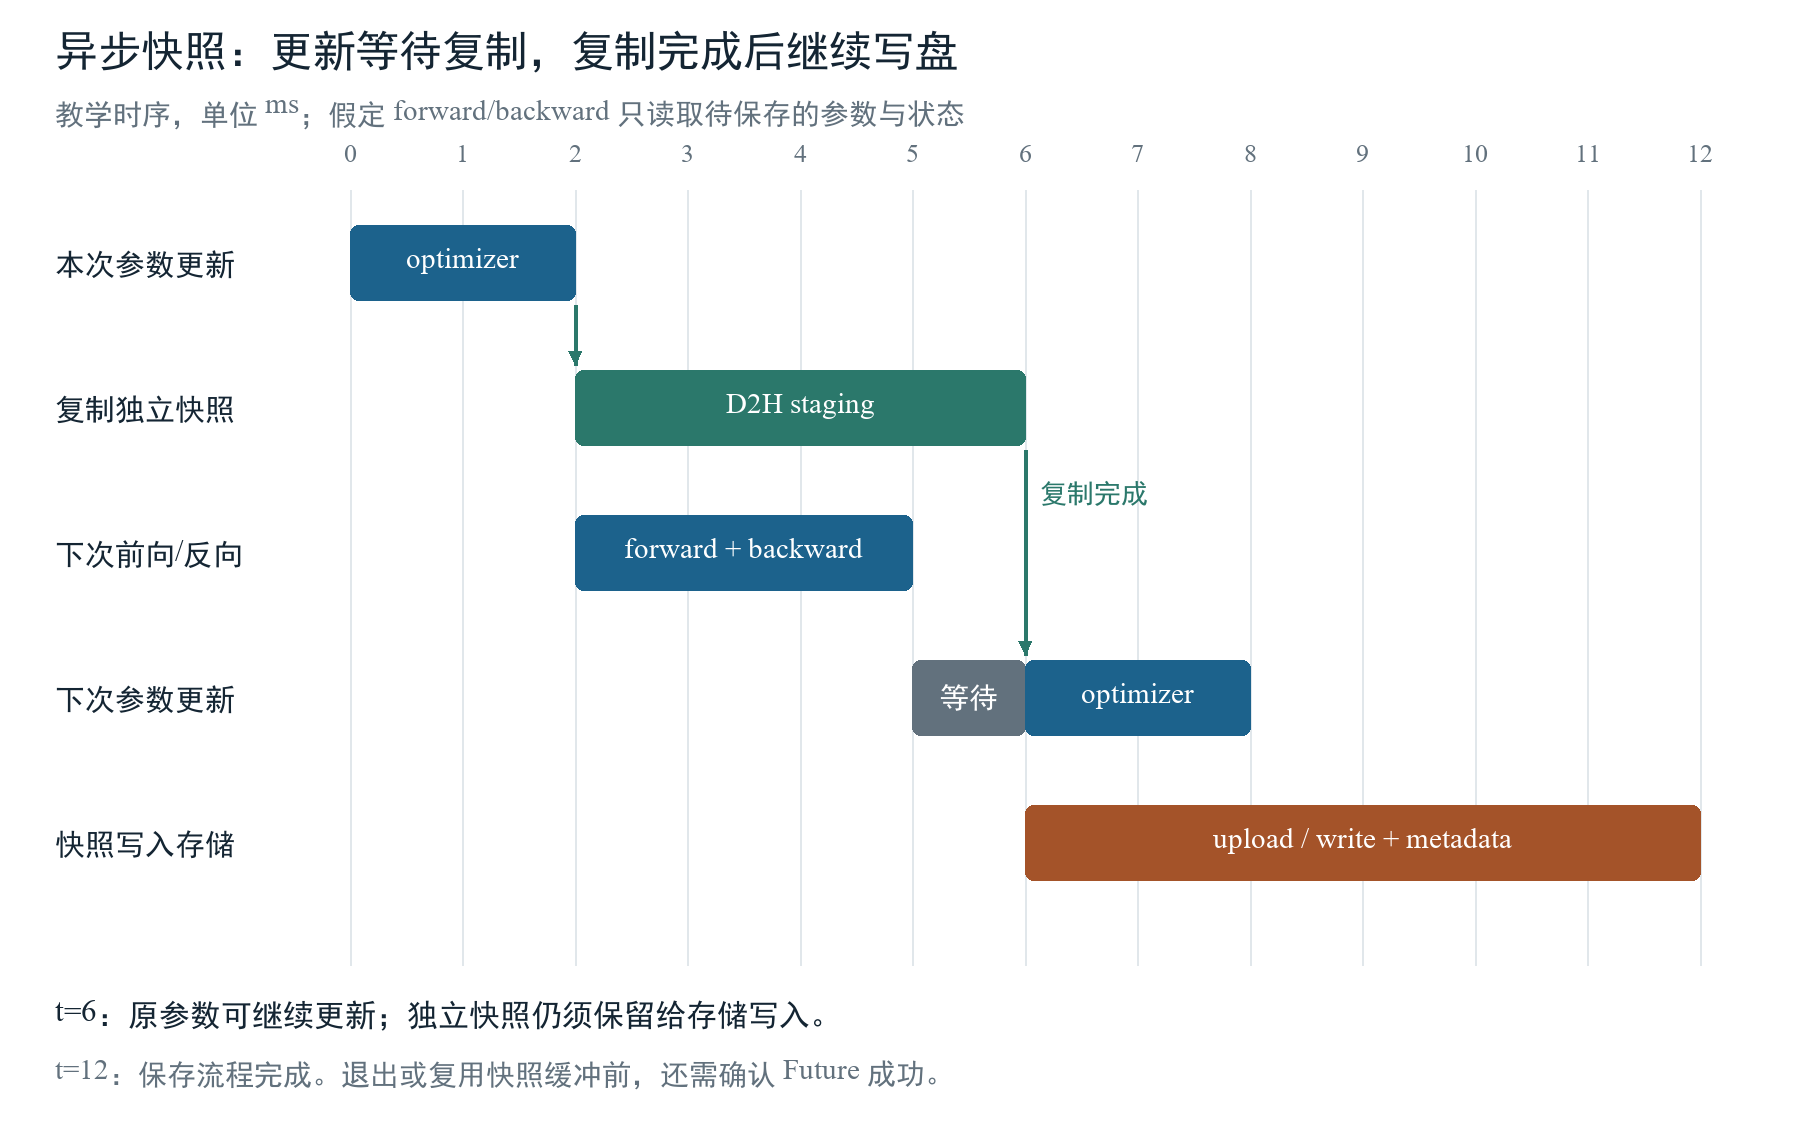 异步快照：更新等待复制，复制完成后继续写盘
教学时序，单位 ms；假定 forward/backward 只读取待保存的参数与状态
0 1 2 3 4 5 6 7 8 9 10 11 12
本次参数更新
optimizer
复制独立快照
D2H staging
复制完成
下次前向/反向
forward + backward
下次参数更新
等待
optimizer
快照写入存储
upload / write + metadata
t=6：原参数可继续更新；独立快照仍须保留给存储写入。
t=12：保存流程完成。退出或复用快照缓冲前，还需确认 Future 成功。